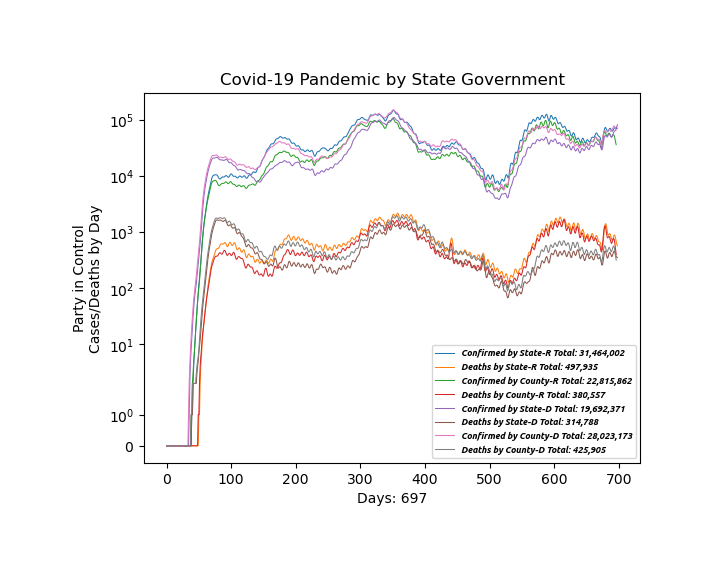 Covid-19 Pandemic by State Government
Party in Control
Cases/Deaths by Day
10^5
10^4
10^3
10^2
10^1
10^0
0
Confirmed by State-R Total: 31,464,002
Deaths by State-R Total: 497,935
Confirmed by County-R Total: 22,815,862
Deaths by County-R Total: 380,557
Confirmed by State-D Total: 19,692,371
Deaths by State-D Total: 314,788
Confirmed by County-D Total: 28,023,173
Deaths by County-D Total: 425,905
0 100 200 300 400 500 600 700
Days: 697